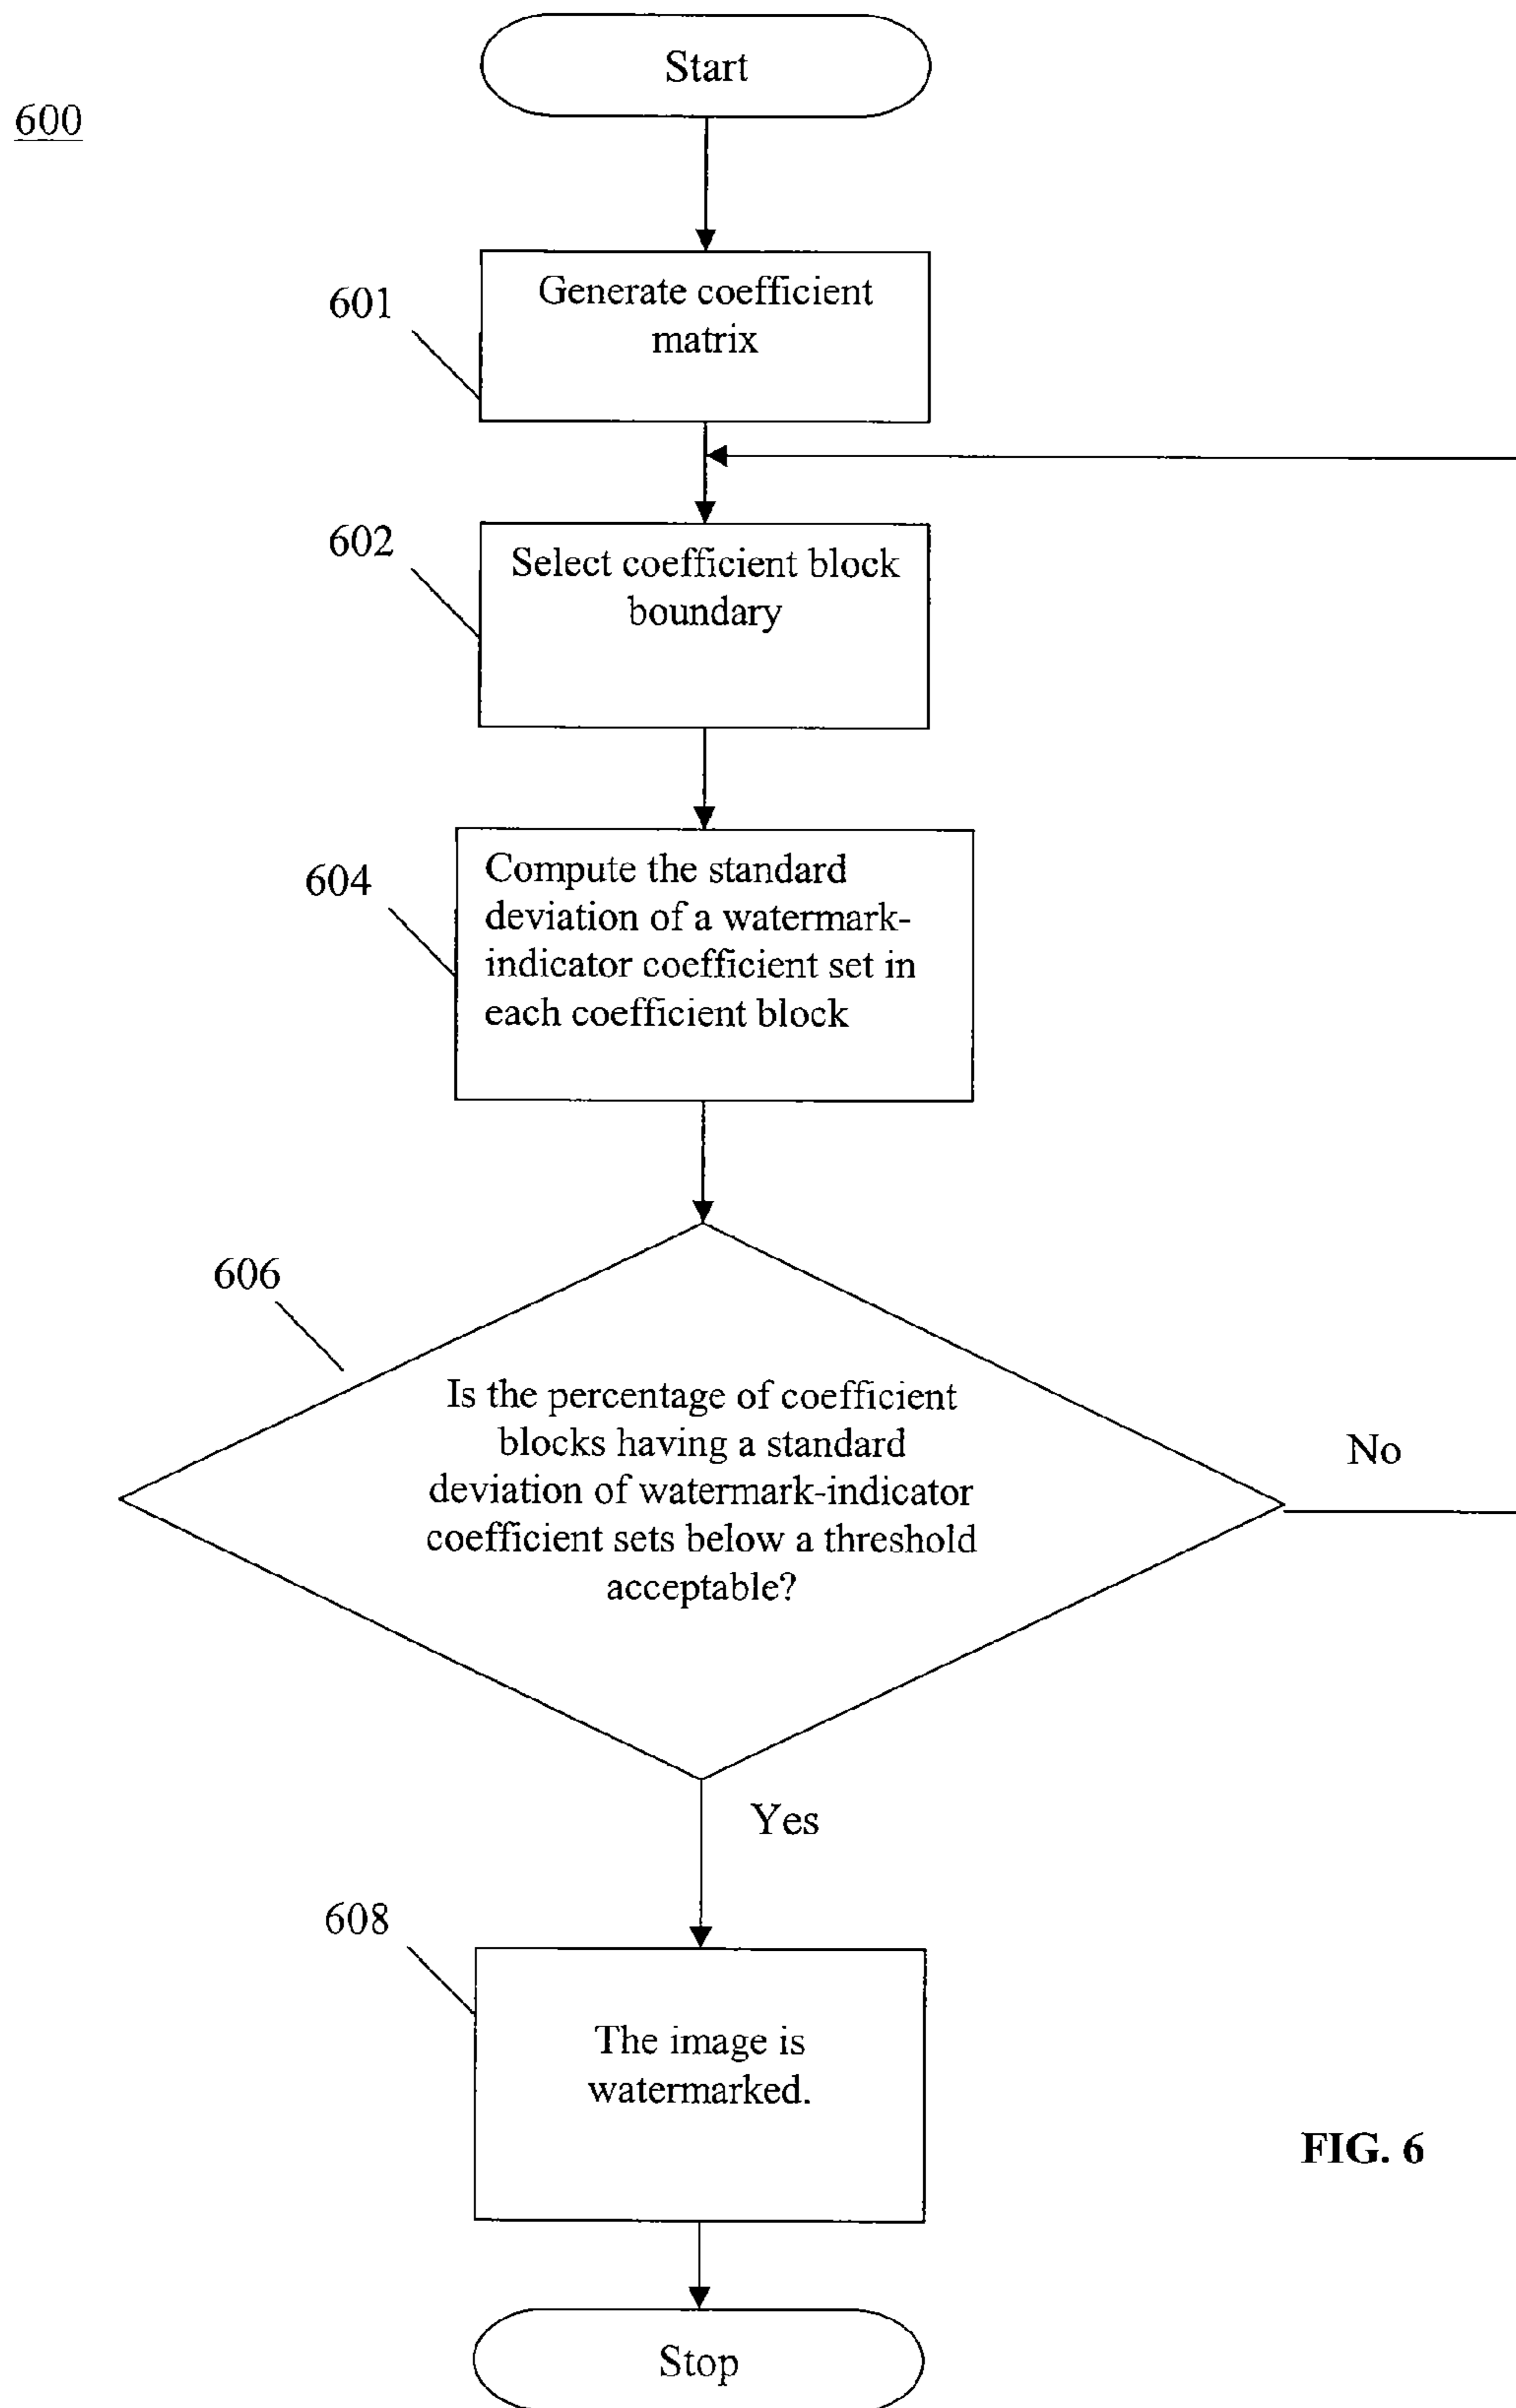 Start
600
601
Generate coefficient
matrix
602
Select coefficient block
boundary
604
Compute the standard
deviation of a watermark-
indicator coefficient set in
each coefficient block
606
Is the percentage of coefficient
blocks having a standard
deviation of watermark-indicator
coefficient sets below a threshold
acceptable?
No
Yes
608
The image is
watermarked.
FIG. 6
Stop